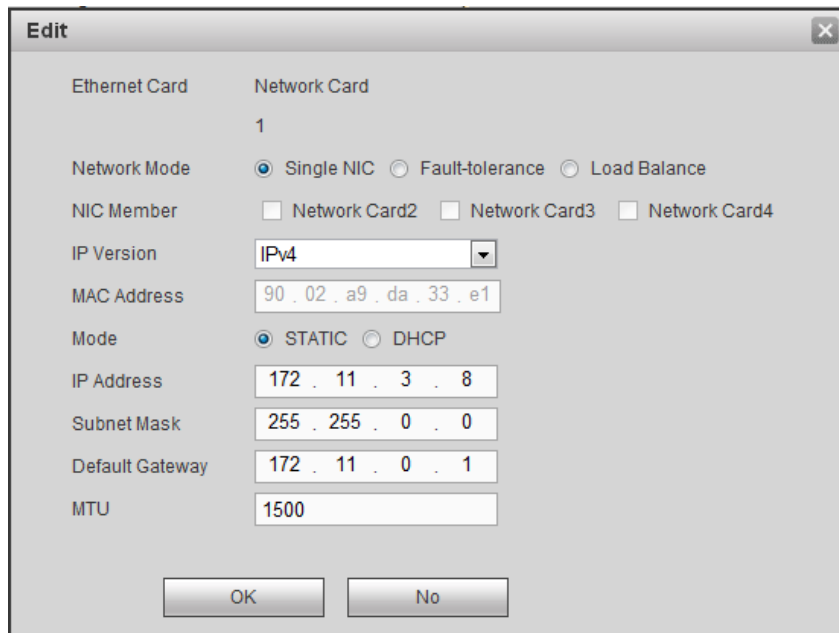 Edit
Ethernet Card Network Card
1
Network Mode Single NIC Fault-tolerance Load Balance
NIC Member Network Card2 Network Card3 Network Card4
IP Version IPv4
MAC Address 90 . 02 . a9 . da . 33 . e1
Mode STATIC DHCP
IP Address 172 . 11 . 3 . 8
Subnet Mask 255 . 255 . 0 . 0
Default Gateway 172 . 11 . 0 . 1
MTU 1500
OK No